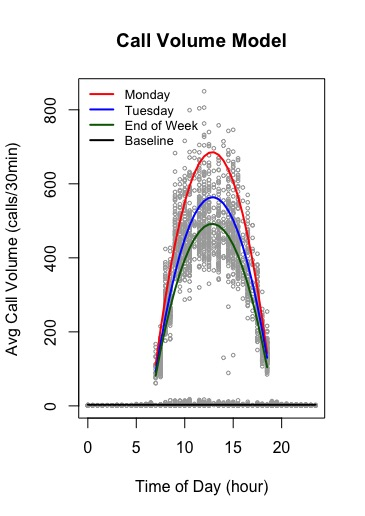 Call Volume Model
Avg Call Volume (calls/30min)
800
600
400
200
0
Monday
Tuesday
End of Week
Baseline
0 5 10 15 20
Time of Day (hour)